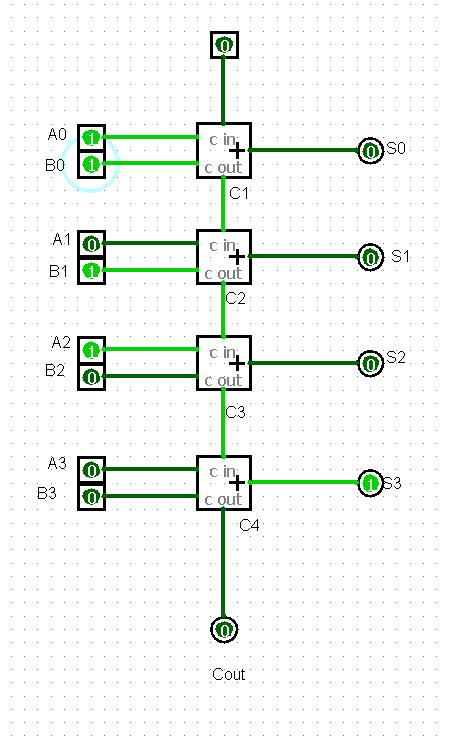 0
A0 1 c in + 0 S0
B0 1 c out
C1
A1 0 c in + 0 S1
B1 1 c out
C2
A2 1 c in + 0 S2
B2 0 c out
C3
A3 0 c in + 1 S3
B3 0 c out
C4
0
Cout